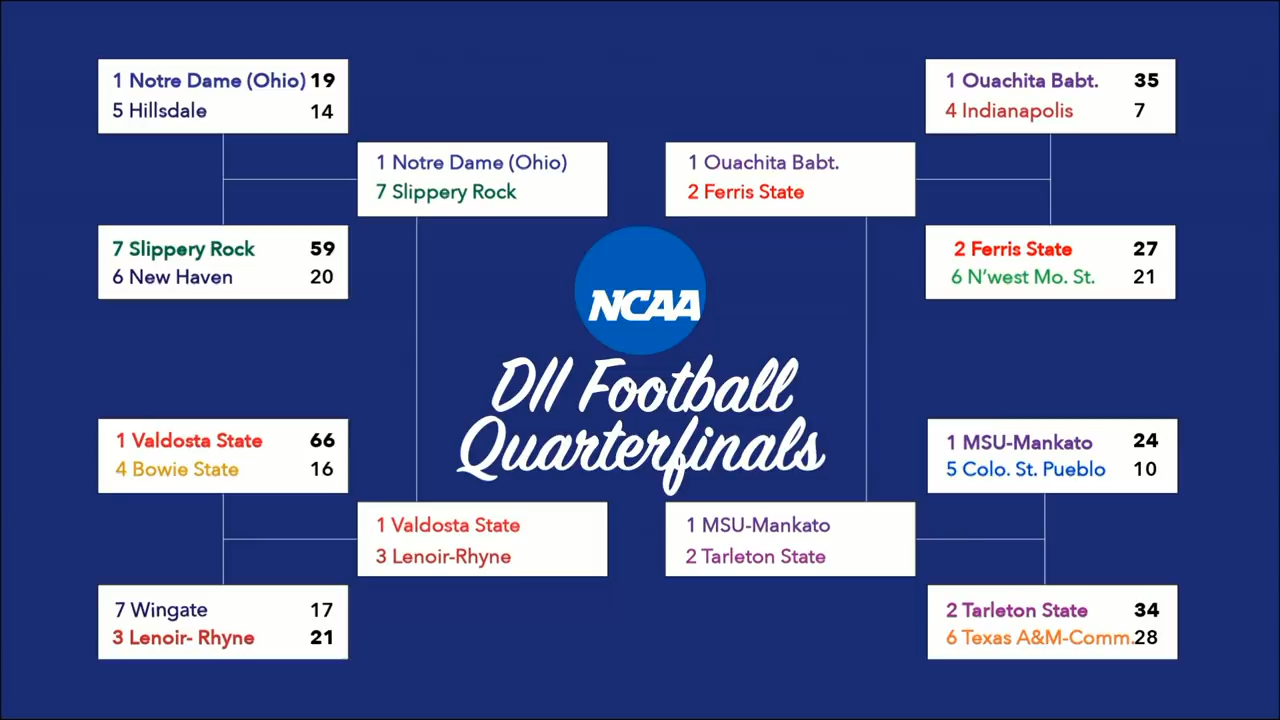 1 Notre Dame (Ohio) 19
5 Hillsdale 14
7 Slippery Rock 59
6 New Haven 20
1 Notre Dame (Ohio)
7 Slippery Rock
1 Valdosta State 66
4 Bowie State 16
7 Wingate 17
3 Lenoir- Rhyne 21
1 Valdosta State
3 Lenoir-Rhyne
NCAA
DII Football
Quarterfinals
1 Ouachita Babt.
2 Ferris State
1 Ouachita Babt. 35
4 Indianapolis 7
2 Ferris State 27
6 N'west Mo. St. 21
1 MSU-Mankato
2 Tarleton State
1 MSU-Mankato 24
5 Colo. St. Pueblo 10
2 Tarleton State 34
6 Texas A&M-Comm. 28